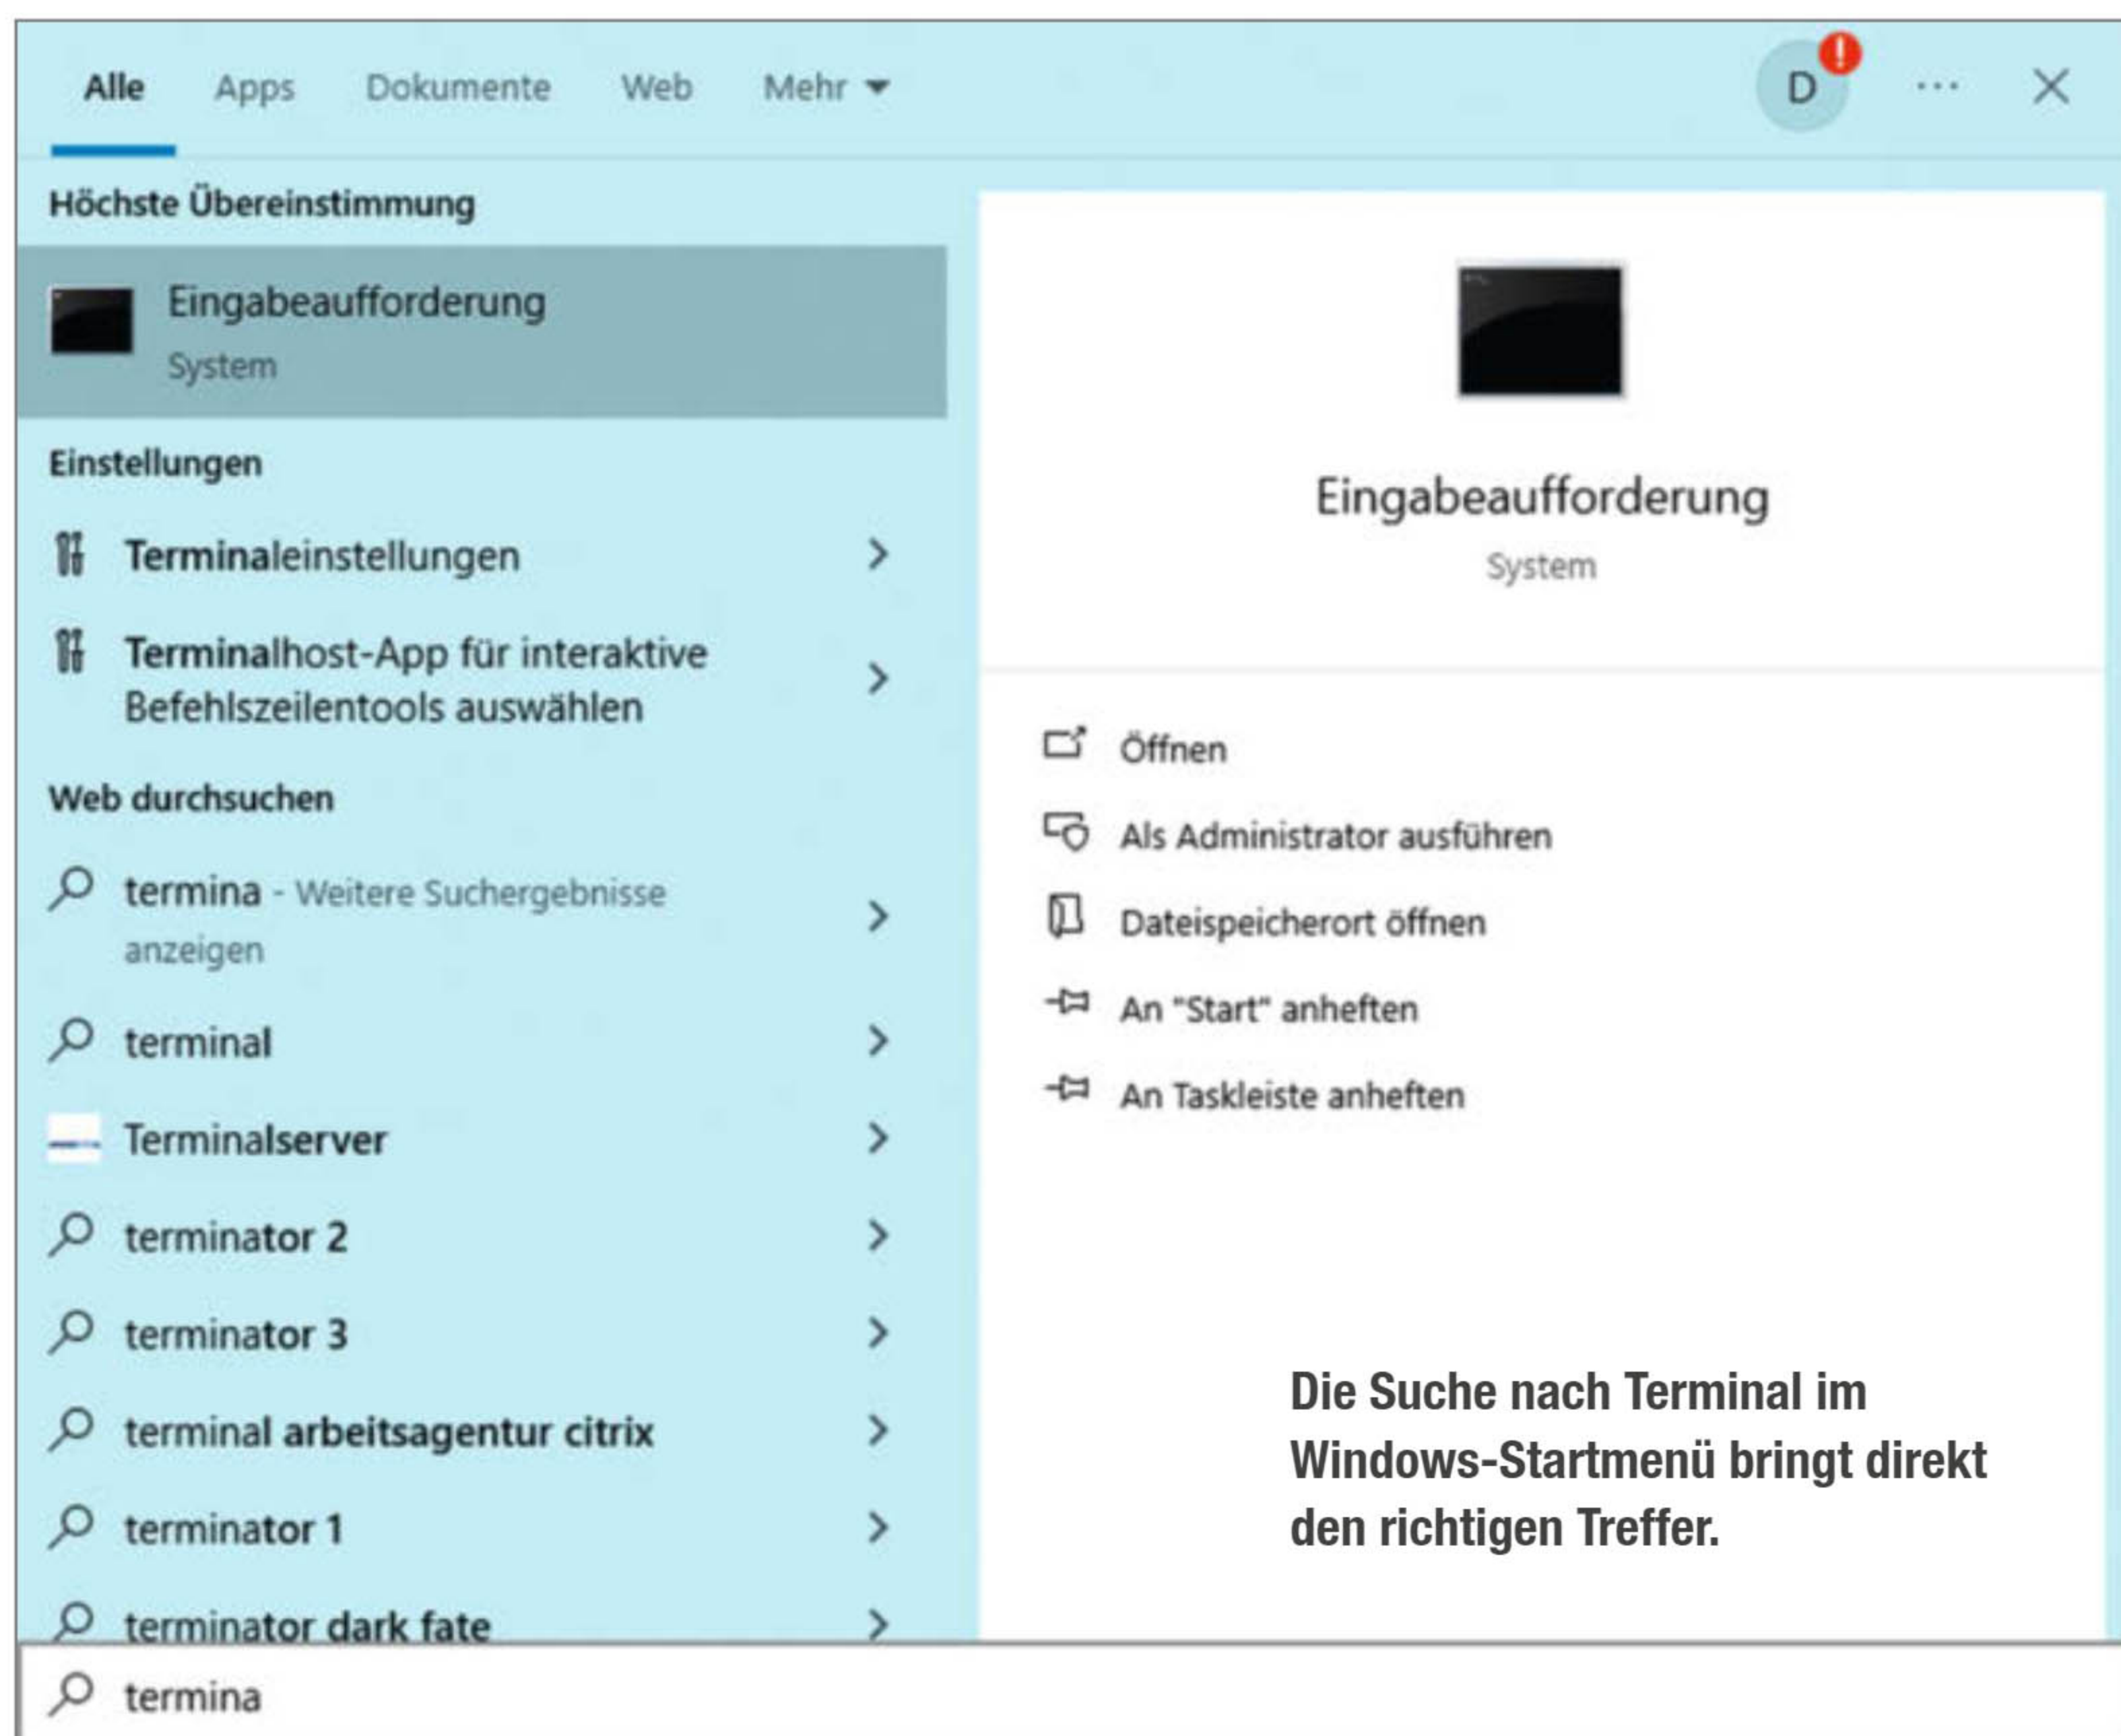 Alle Apps Dokumente Web Mehr D ! ... 
Höchste Übereinstimmung
Eingabeaufforderung
System
Einstellungen
Terminaleinstellungen
Terminalhost-App für interaktive
Befehlszeilentools auswählen
Web durchsuchen
termina - Weitere Suchergebnisse
anzeigen
terminal
Terminalserver
terminator 2
terminator 3
terminal arbeitsagentur citrix
terminator 1
terminator dark fate
termina
Eingabeaufforderung
System
Öffnen
Als Administrator ausführen
Dateispeicherort öffnen
An "Start" anheften
An Taskleiste anheften
Die Suche nach Terminal im
Windows-Startmenü bringt direkt
den richtigen Treffer.